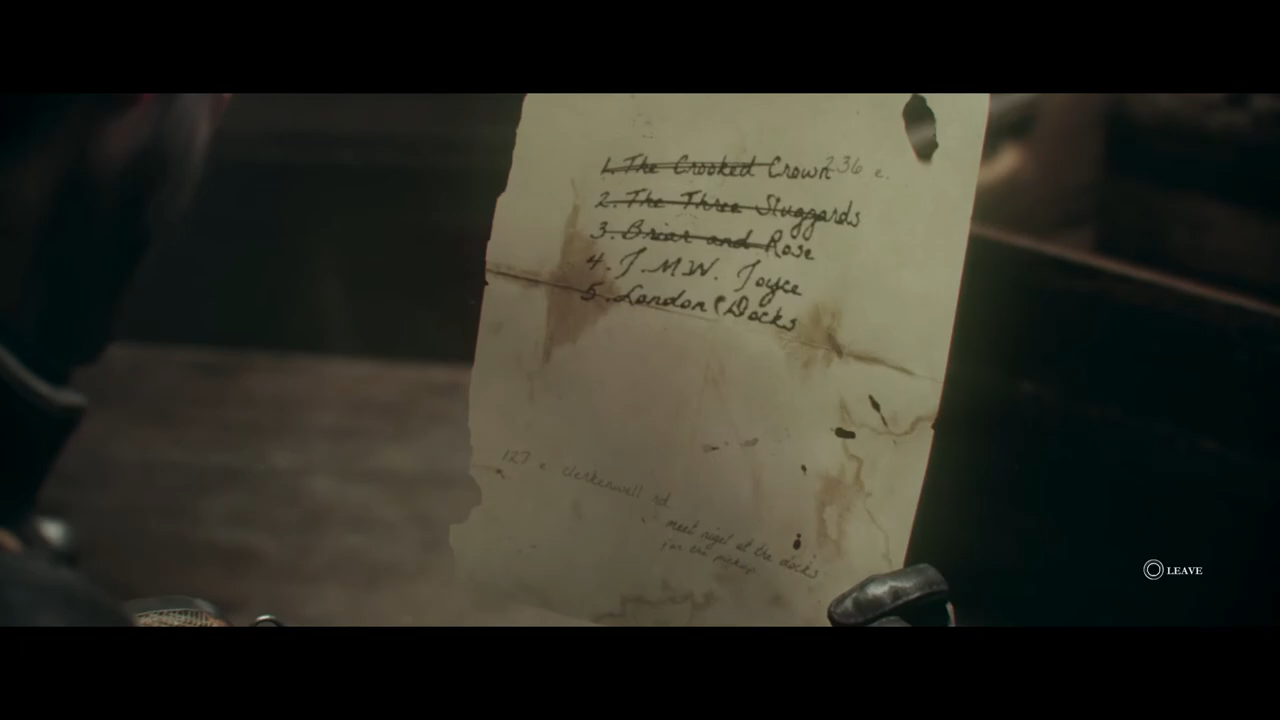 1. The Crooked Crown 236 e.
2. The Three Sluggards
3. Briar and Rose
4. J.M.W. Joyce
5. London Docks
127 e clerkenwell rd
meet nigel at the docks
for the pickup
LEAVE